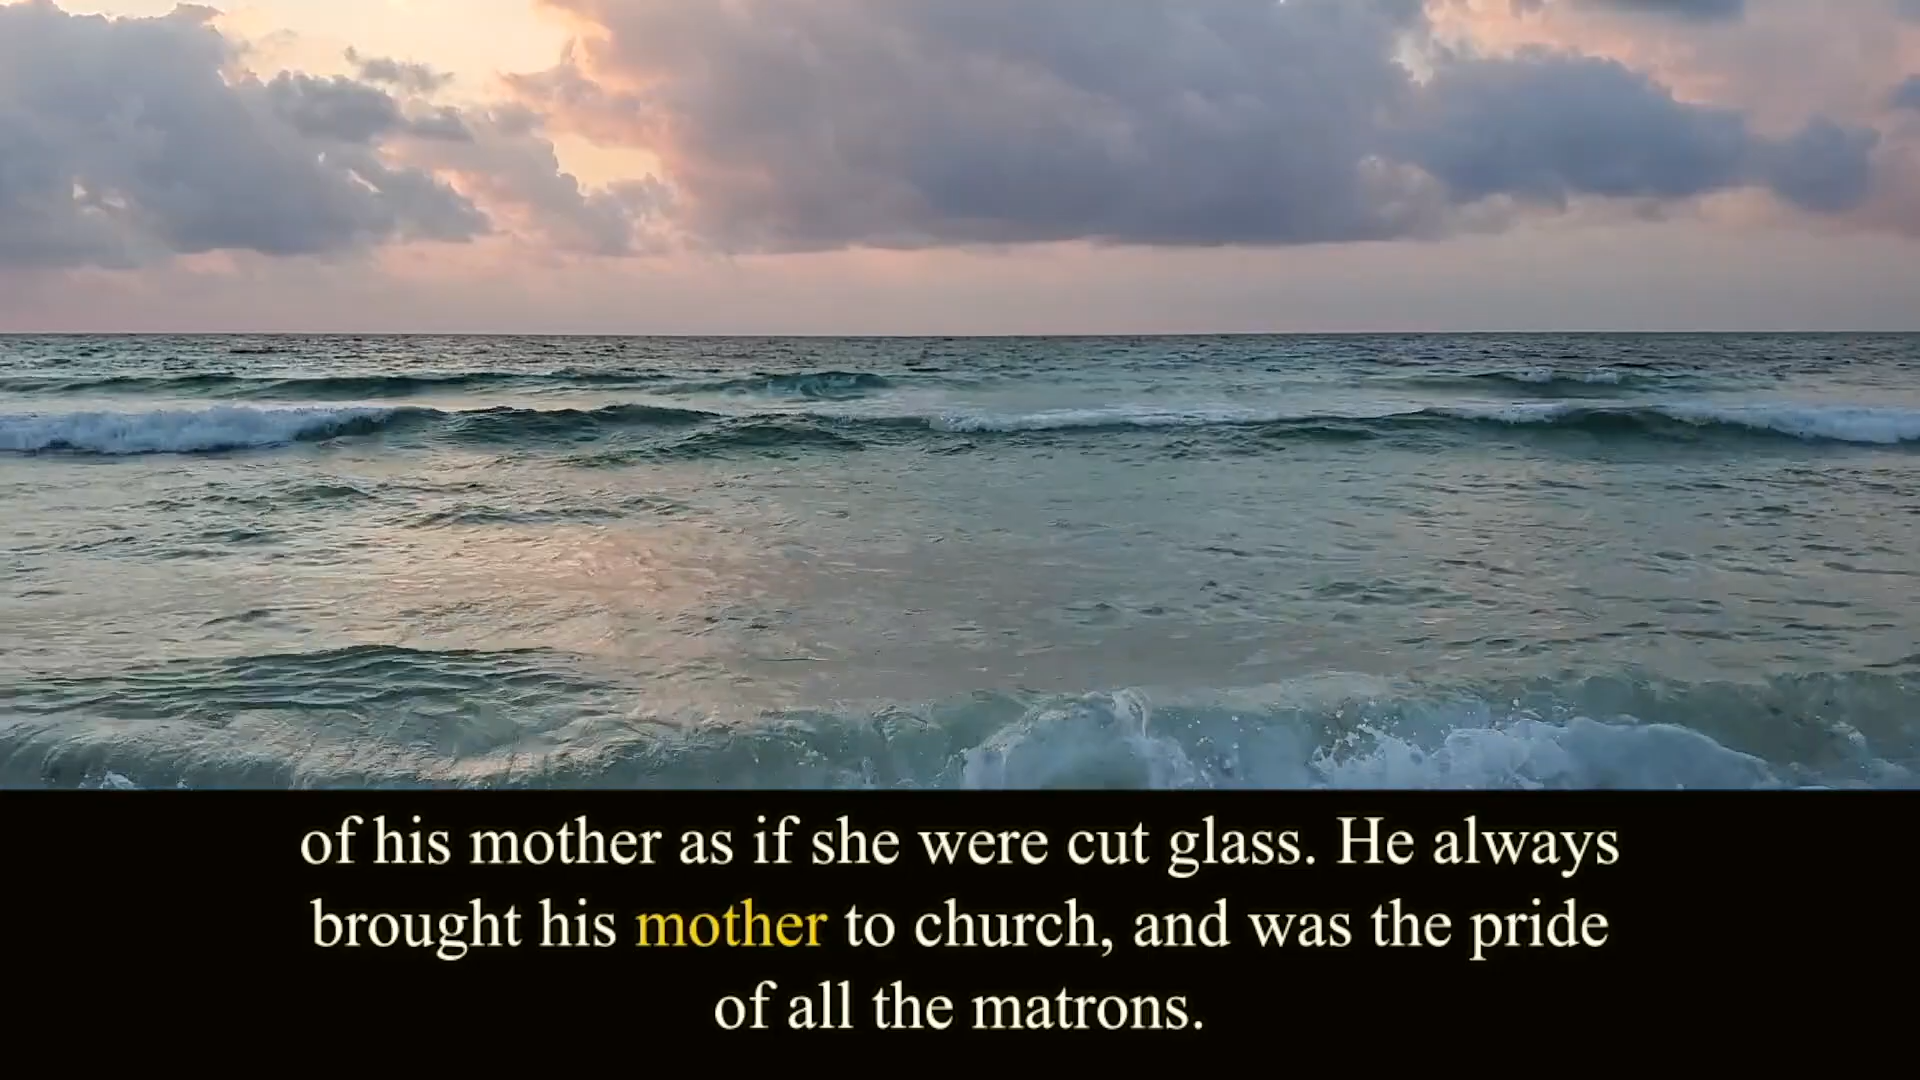 of his mother as if she were cut glass. He always
brought his mother to church, and was the pride
of all the matrons.